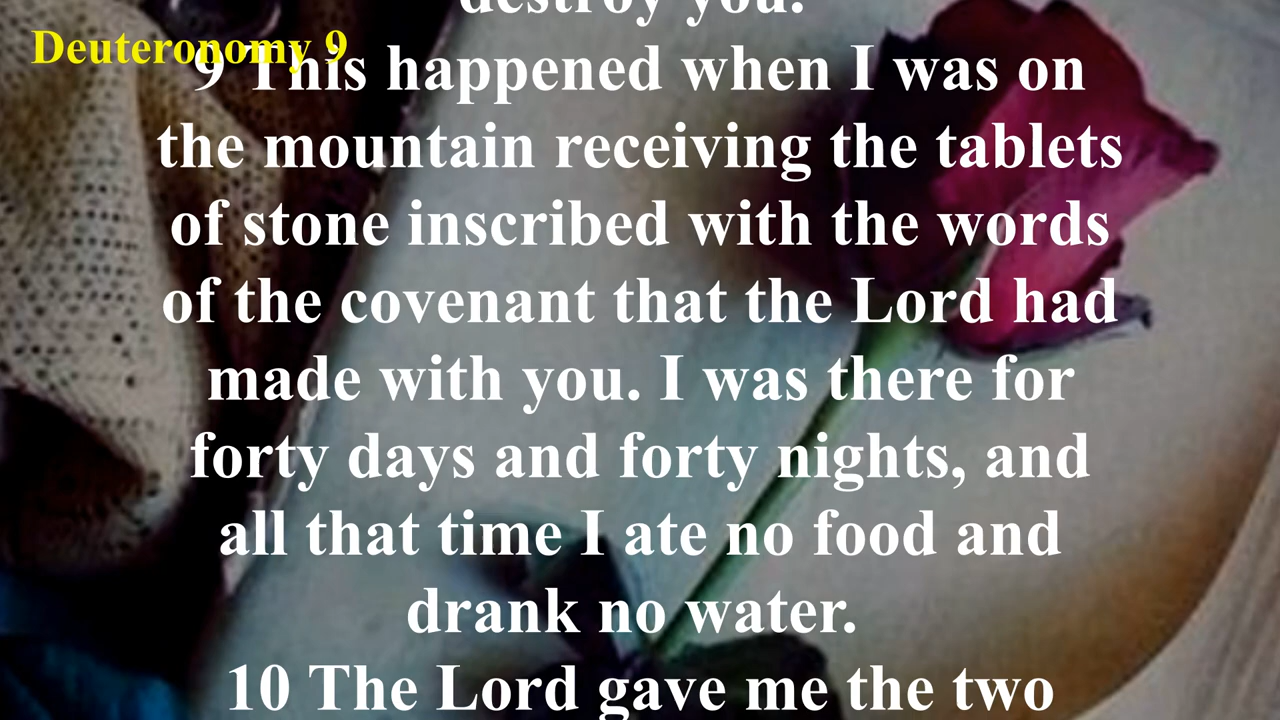 destroy you.
Deuteronomy 9
9 This happened when I was on
the mountain receiving the tablets
of stone inscribed with the words
of the covenant that the Lord had
made with you. I was there for
forty days and forty nights, and
all that time I ate no food and
drank no water.
10 The Lord gave me the two